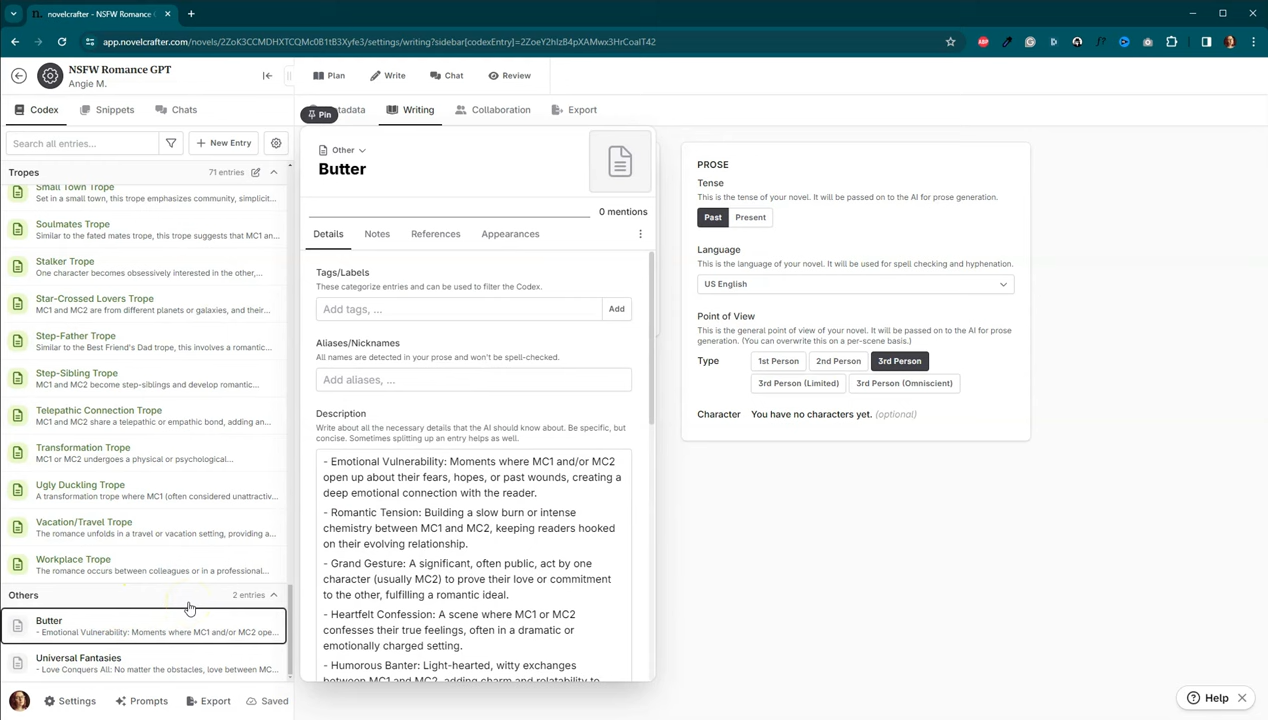 novelcrafter - NSFW Romance G
app.novelcrafter.com/novels/2ZoK3CCMDHXTCQMc0B1tB3Xyfe3/settings/writing?sidebar[codexEntry]=2ZoeY2hIzB4pXAMwx3HrCoaIT42
NSFW Romance GPT
Angie M.
Plan
Write
Chat
Review
Codex
Snippets
Chats
Pin
etadata
Writing
Collaboration
Export
Search all entries...
New Entry
Tropes
71 entries
Small Town Trope
Set in a small town, this trope emphasizes community, simplicit...
Soulmates Trope
Similar to the fated mates trope, this trope suggests that MC1 an...
Stalker Trope
One character becomes obsessively interested in the other,...
Star-Crossed Lovers Trope
MC1 and MC2 are from different planets or galaxies, and their...
Step-Father Trope
Similar to the Best Friend's Dad trope, this involves a romantic...
Step-Sibling Trope
MC1 and MC2 become step-siblings and develop romantic...
Telepathic Connection Trope
MC1 and MC2 share a telepathic or empathic bond, adding an...
Transformation Trope
MC1 or MC2 undergoes a physical or psychological...
Ugly Duckling Trope
A transformation trope where MC1 (often considered unattractiv...
Vacation/Travel Trope
The romance unfolds in a travel or vacation setting, providing a...
Workplace Trope
The romance occurs between colleagues or in a professional...
Others
2 entries
Butter
- Emotional Vulnerability: Moments where MC1 and/or MC2 ope...
Universal Fantasies
- Love Conquers All: No matter the obstacles, love between MC...
Settings
Prompts
Export
Saved
Other
Butter
0 mentions
Details
Notes
References
Appearances
Tags/Labels
These categorize entries and can be used to filter the Codex.
Add tags, ...
Add
Aliases/Nicknames
All names are detected in your prose and won't be spell-checked.
Add aliases, ...
Description
Write about all the necessary details that the AI should know about. Be specific, but
concise. Sometimes splitting up an entry helps as well.
- Emotional Vulnerability: Moments where MC1 and/or MC2
open up about their fears, hopes, or past wounds, creating a
deep emotional connection with the reader.
- Romantic Tension: Building a slow burn or intense
chemistry between MC1 and MC2, keeping readers hooked
on their evolving relationship.
- Grand Gesture: A significant, often public, act by one
character (usually MC2) to prove their love or commitment
to the other, fulfilling a romantic ideal.
- Heartfelt Confession: A scene where MC1 or MC2
confesses their true feelings, often in a dramatic or
emotionally charged setting.
- Humorous Banter: Light-hearted, witty exchanges
between MC1 and MC2, adding charm and relatability to
PROSE
Tense
This is the tense of your novel. It will be passed on to the AI for prose generation.
Past
Present
Language
This is the language of your novel. It will be used for spell checking and hyphenation.
US English
Point of View
This is the general point of view of your novel. It will be passed on to the AI for prose
generation. (You can overwrite this on a per-scene basis.)
Type
1st Person
2nd Person
3rd Person
3rd Person (Limited)
3rd Person (Omniscient)
Character
You have no characters yet. (optional)
Help